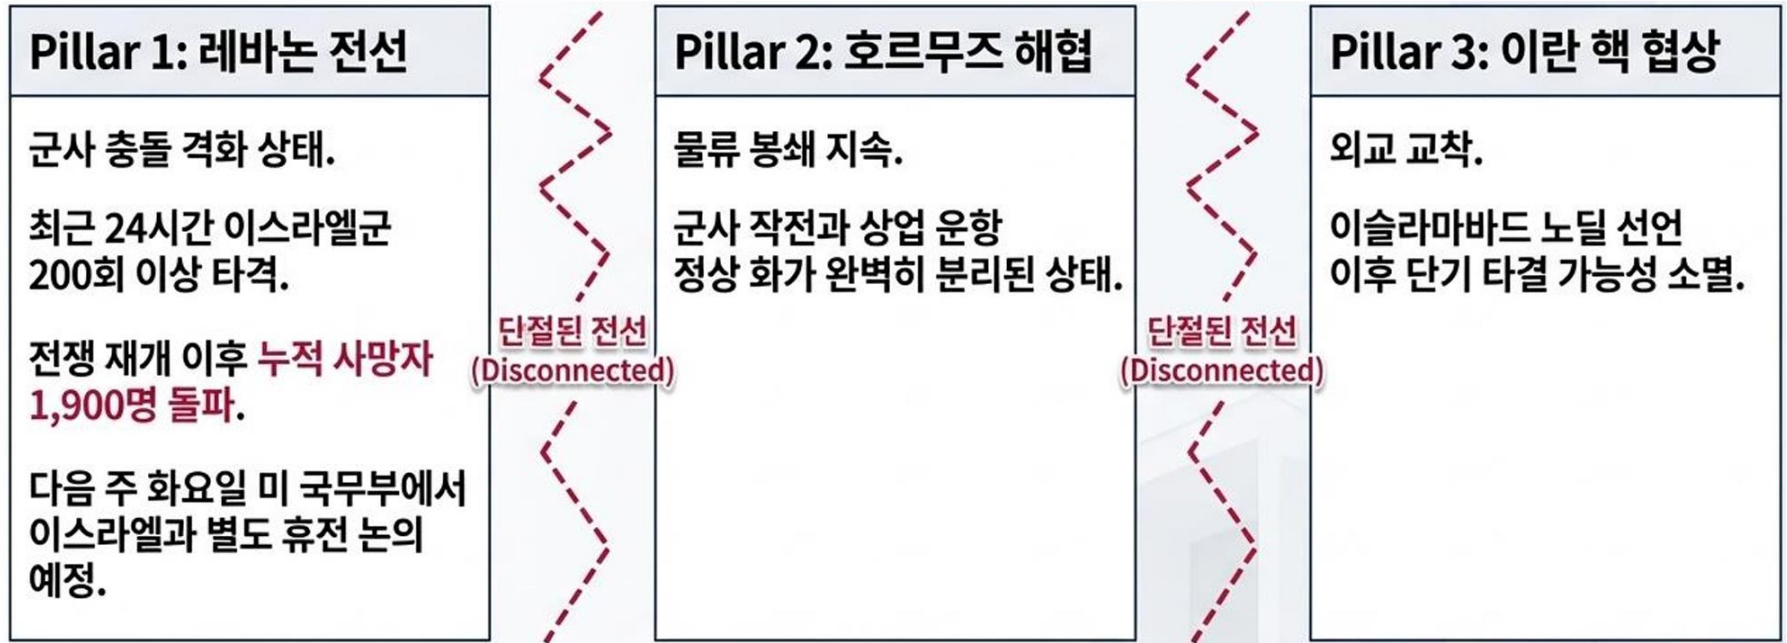 Pillar 1: 레바논 전선
군사 충돌 격화 상태.
최근 24시간 이스라엘군
200회 이상 타격.
전쟁 재개 이후 누적 사망자
1,900명 돌파.
다음 주 화요일 미 국무부에서
이스라엘과 별도 휴전 논의
예정.
단절된 전선
(Disconnected)
Pillar 2: 호르무즈 해협
물류 봉쇄 지속.
군사 작전과 상업 운항
정상 화가 완벽히 분리된 상태.
단절된 전선
(Disconnected)
Pillar 3: 이란 핵 협상
외교 교착.
이슬라마바드 노딜 선언
이후 단기 타결 가능성 소멸.